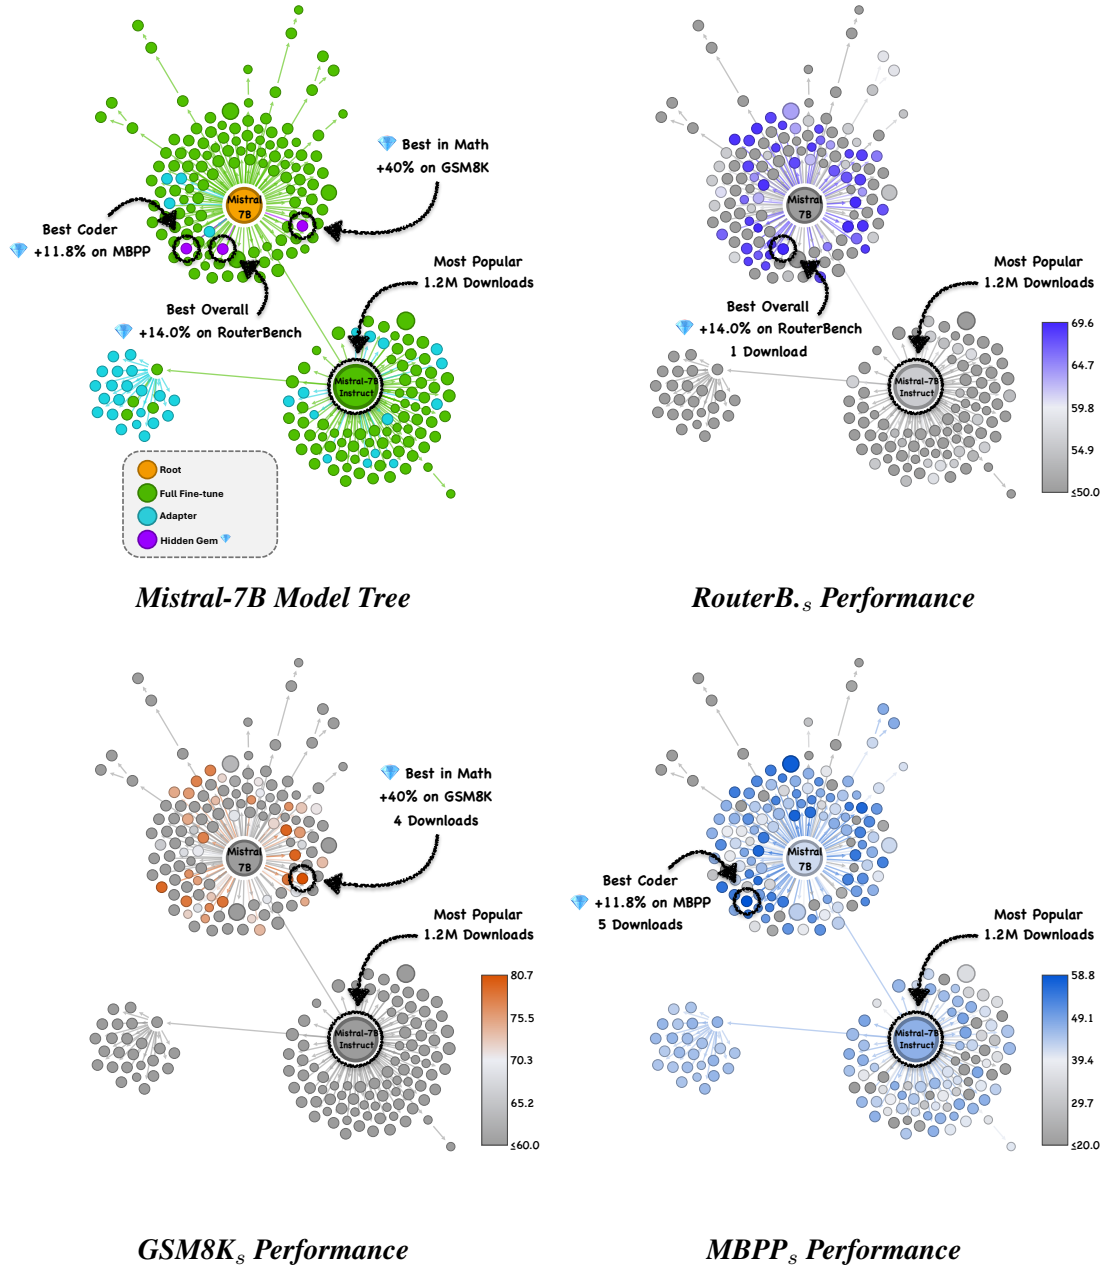 Best in Math
+40% on GSM8K
Mistral
7B
Best Coder
+11.8% on MBPP
Most Popular
1.2M Downloads
Best Overall
+14.0% on RouterBench
Mistral-7B
Instruct
Root
Full Fine-tune
Adapter
Hidden Gem
Mistral-7B Model Tree
Mistral
7B
Most Popular
1.2M Downloads
Best Overall
+14.0% on RouterBench
1 Download
Mistral-7B
Instruct
69.6
64.7
59.8
54.9
≤50.0
RouterB.s Performance
Best in Math
+40% on GSM8K
4 Downloads
Mistral
7B
Most Popular
1.2M Downloads
Mistral-7B
Instruct
80.7
75.5
70.3
65.2
≤60.0
GSM8Ks Performance
Mistral
7B
Best Coder
+11.8% on MBPP
5 Downloads
Most Popular
1.2M Downloads
Mistral-7B
Instruct
58.8
49.1
39.4
29.7
≤20.0
MBPPs Performance